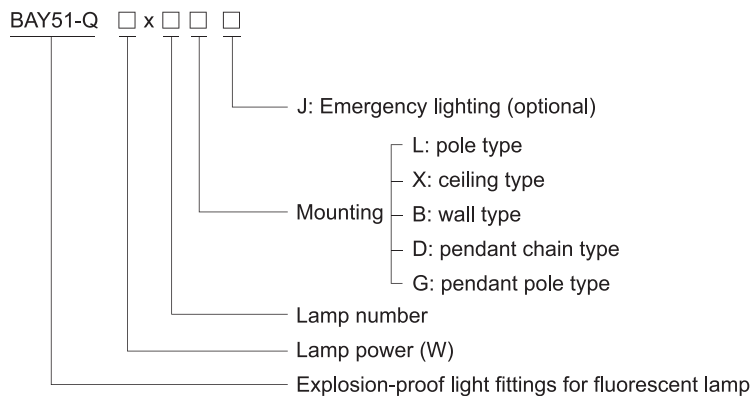 BAY51-Q □ x □ □ □
J: Emergency lighting (optional)
L: pole type
X: ceiling type
Mounting
B: wall type
D: pendant chain type
G: pendant pole type
Lamp number
Lamp power (W)
Explosion-proof light fittings for fluorescent lamp